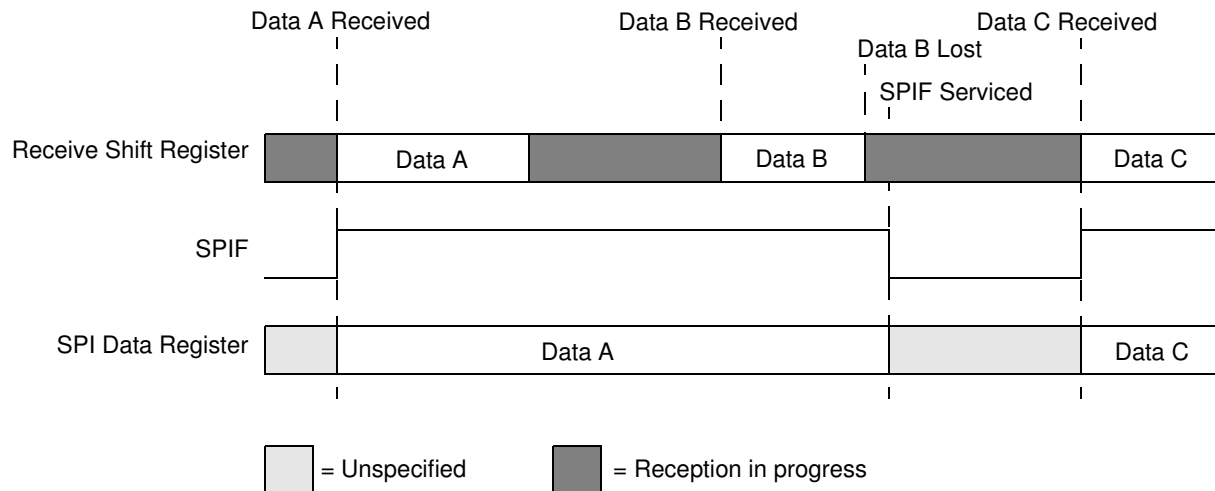 Data A Received
Data B Received
Data C Received
Data B Lost
SPIF Serviced
Receive Shift Register
Data A
Data B
Data C
SPIF
SPI Data Register
Data A
Data C
= Unspecified
= Reception in progress